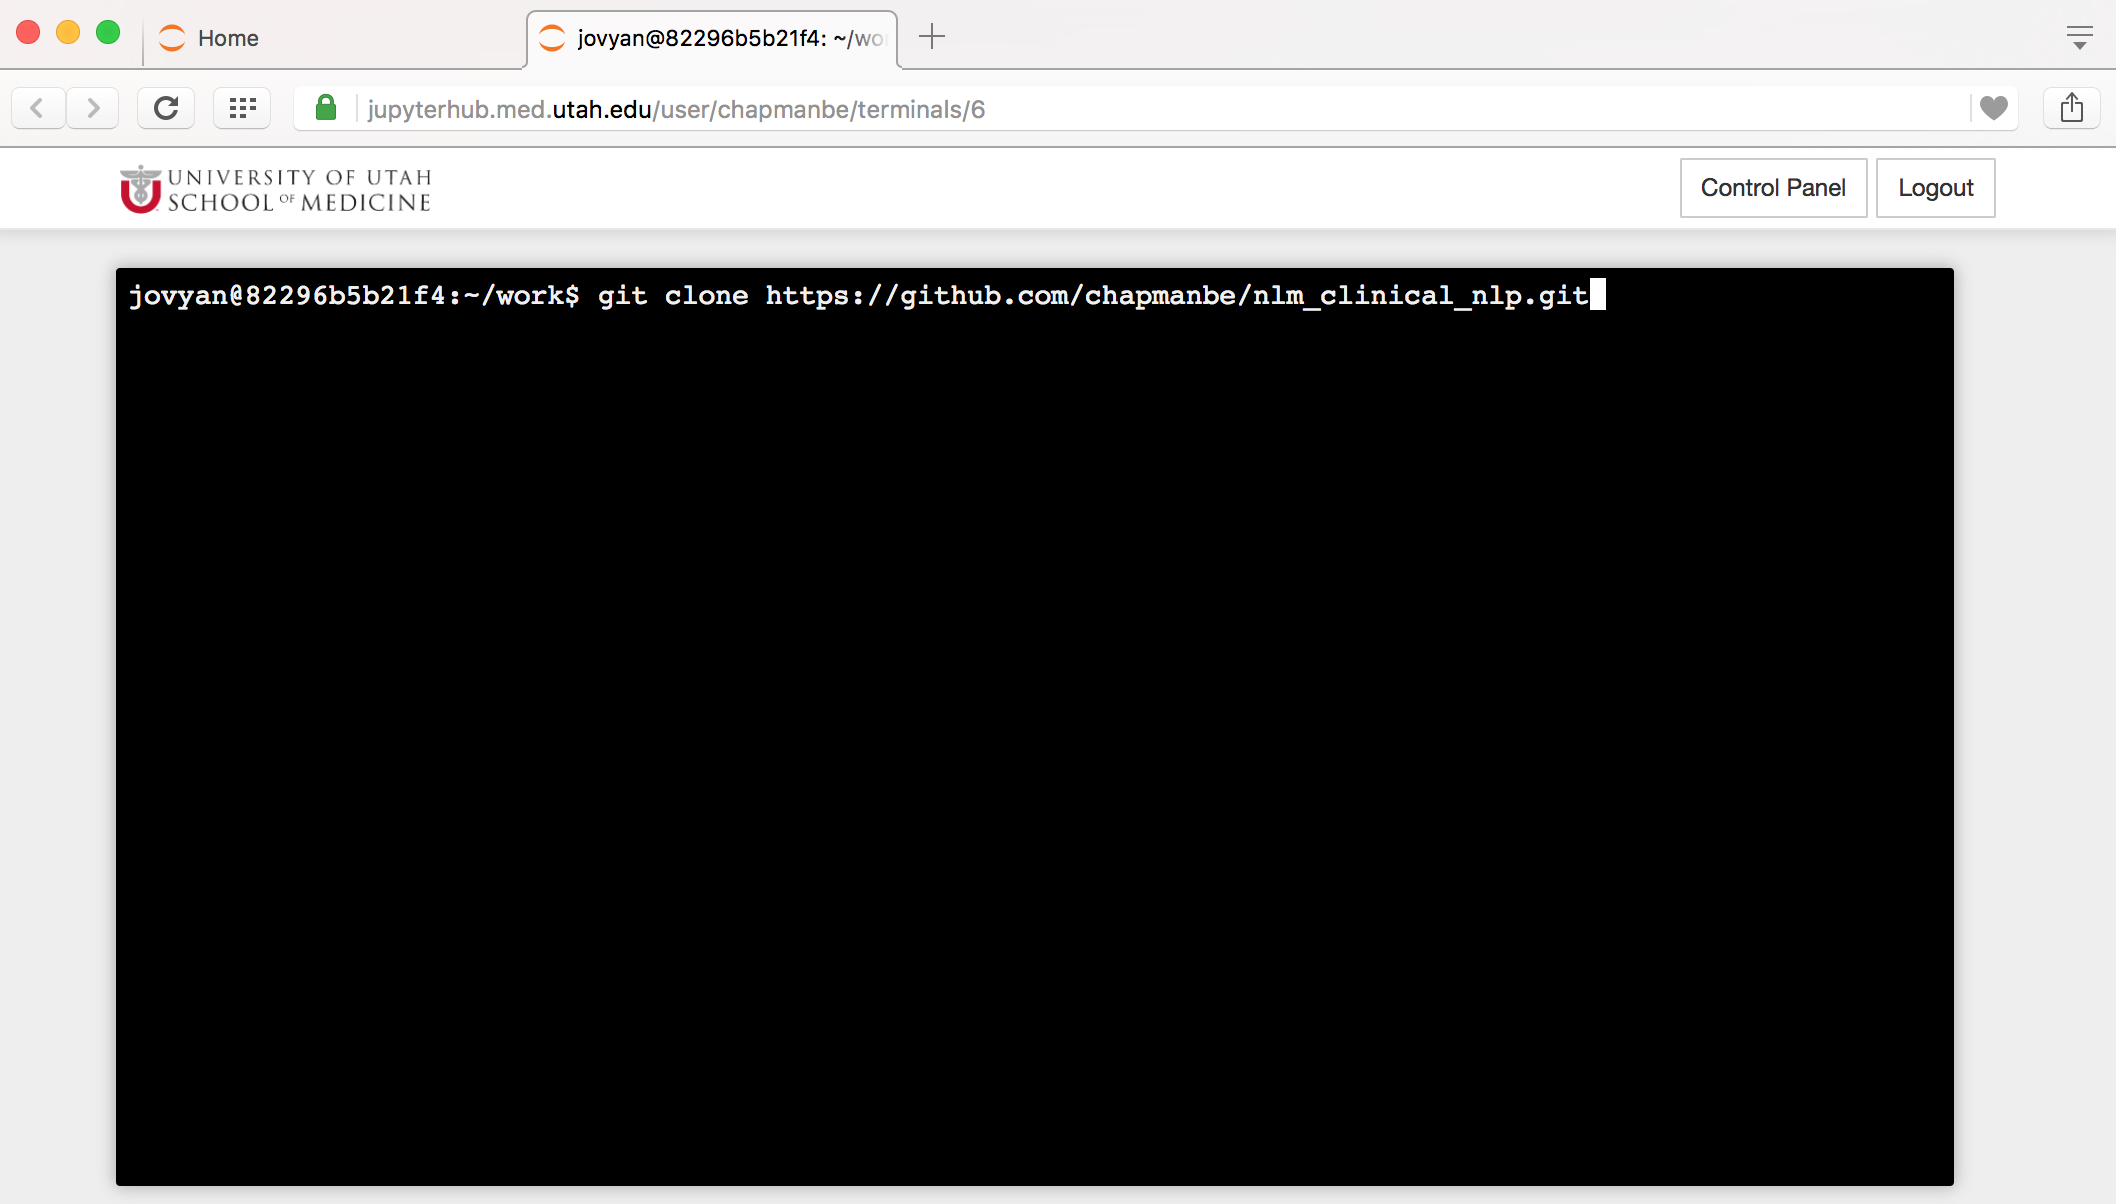 Home
jovyan@82296b5b21f4: ~/wo
jupyterhub.med.utah.edu/user/chapmanbe/terminals/6
UNIVERSITY OF UTAH
SCHOOL OF MEDICINE
Control Panel
Logout
jovyan@82296b5b21f4:~/work$ git clone https://github.com/chapmanbe/nlm_clinical_nlp.git